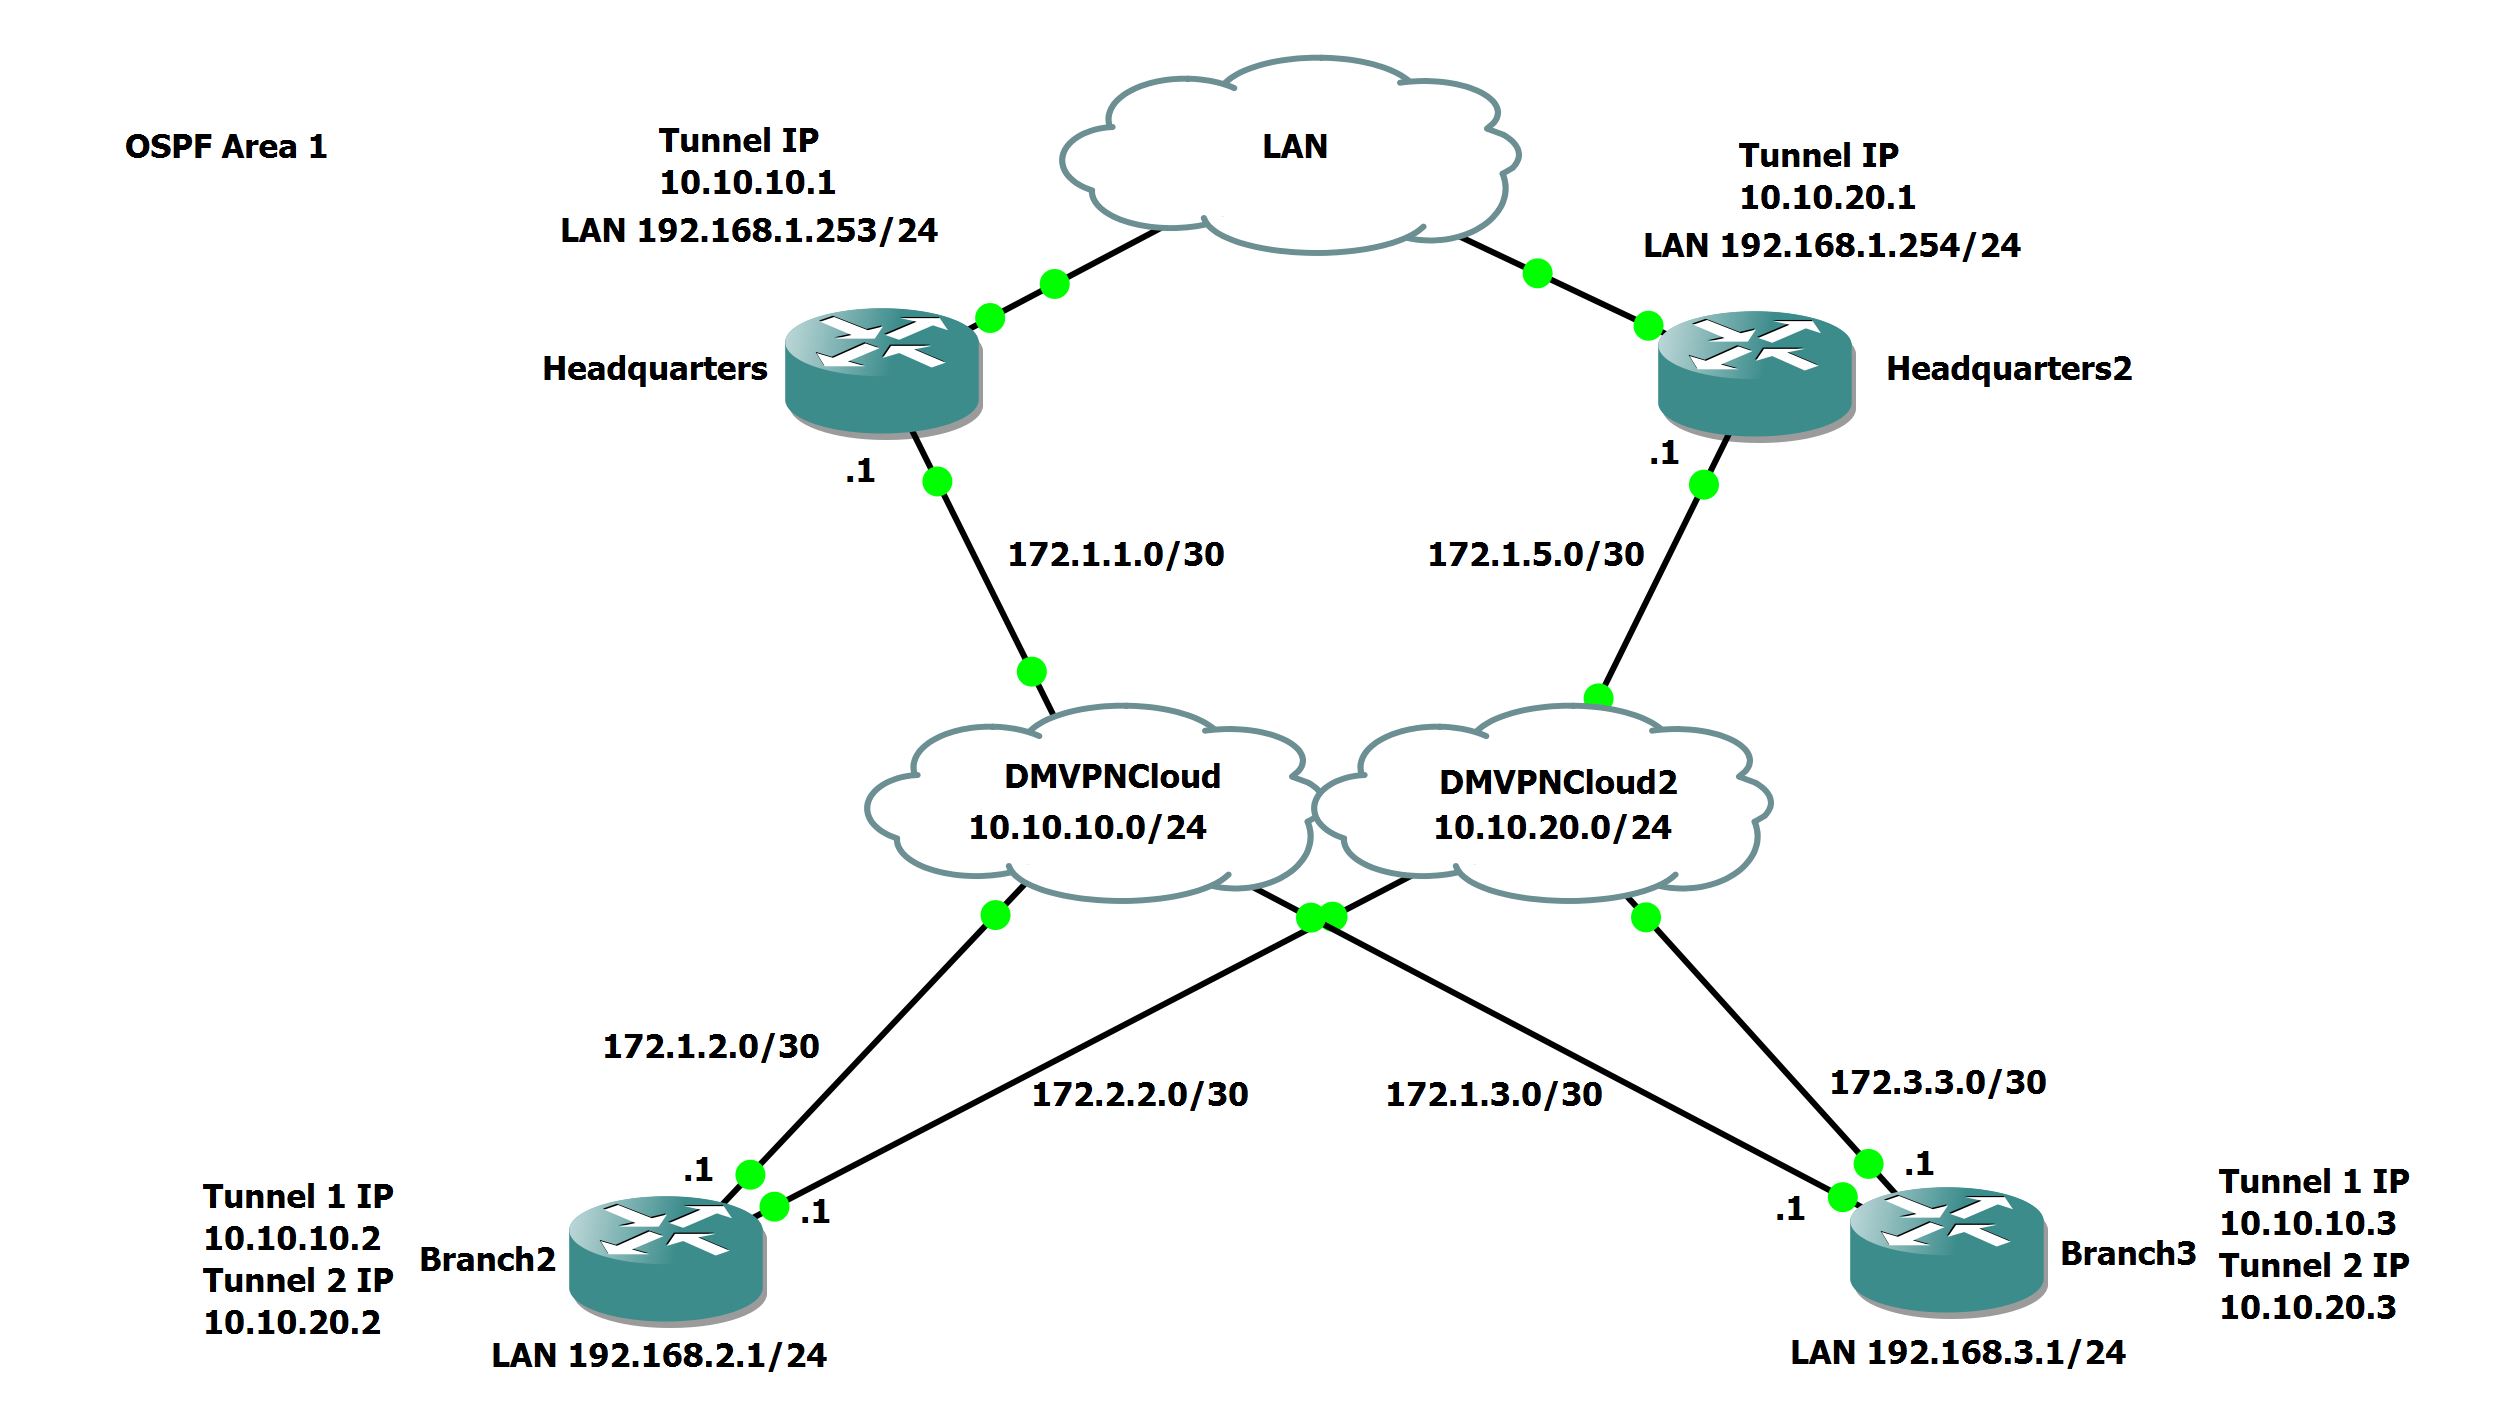 OSPF Area 1
Tunnel IP
10.10.10.1
LAN 192.168.1.253/24
LAN
Tunnel IP
10.10.20.1
LAN 192.168.1.254/24
Headquarters
Headquarters2
.1
.1
172.1.1.0/30
172.1.5.0/30
DMVPNCloud
10.10.10.0/24
DMVPNCloud2
10.10.20.0/24
172.1.2.0/30
172.2.2.0/30
172.1.3.0/30
172.3.3.0/30
.1
.1
.1
.1
Tunnel 1 IP
10.10.10.2
Tunnel 2 IP
10.10.20.2
Branch2
LAN 192.168.2.1/24
Branch3
Tunnel 1 IP
10.10.10.3
Tunnel 2 IP
10.10.20.3
LAN 192.168.3.1/24